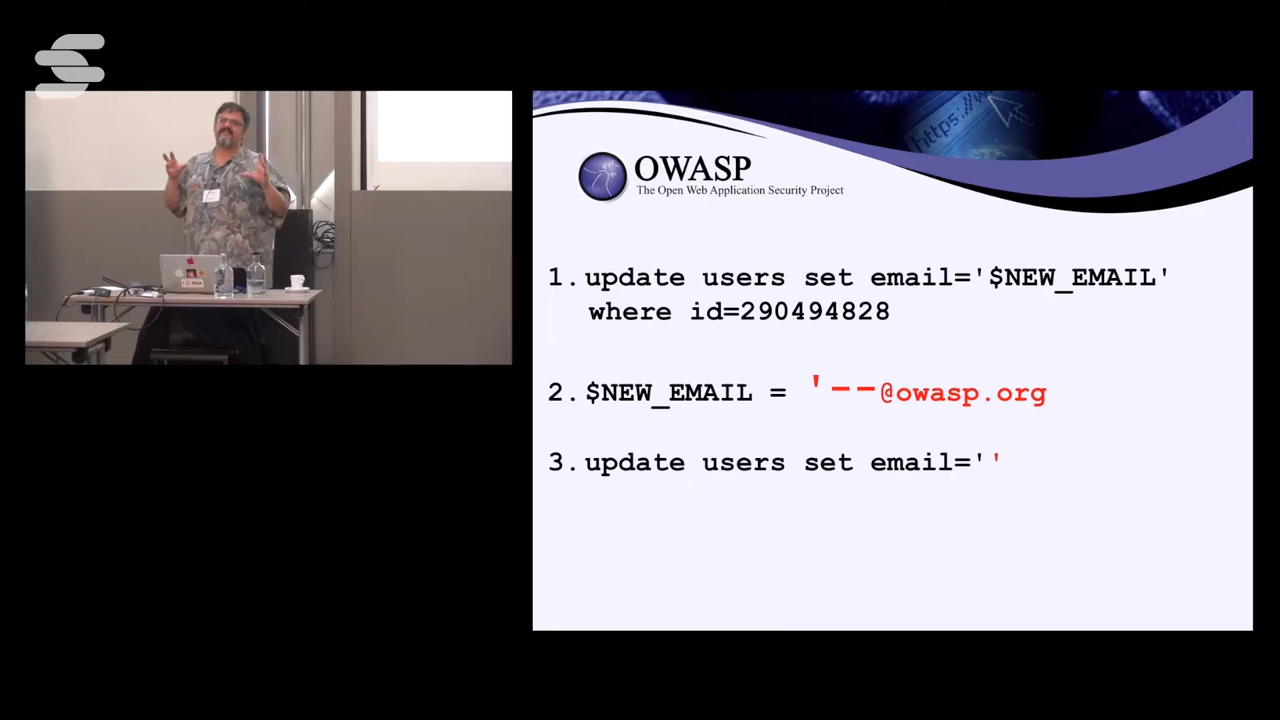 https://
OWASP
The Open Web Application Security Project
1. update users set email='$NEW_EMAIL'
where id=290494828
2. $NEW_EMAIL = '--@owasp.org
3. update users set email=''